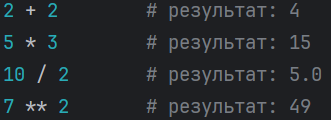 2 + 2         # результат: 4
5 * 3         # результат: 15
10 / 2        # результат: 5.0
7 ** 2        # результат: 49